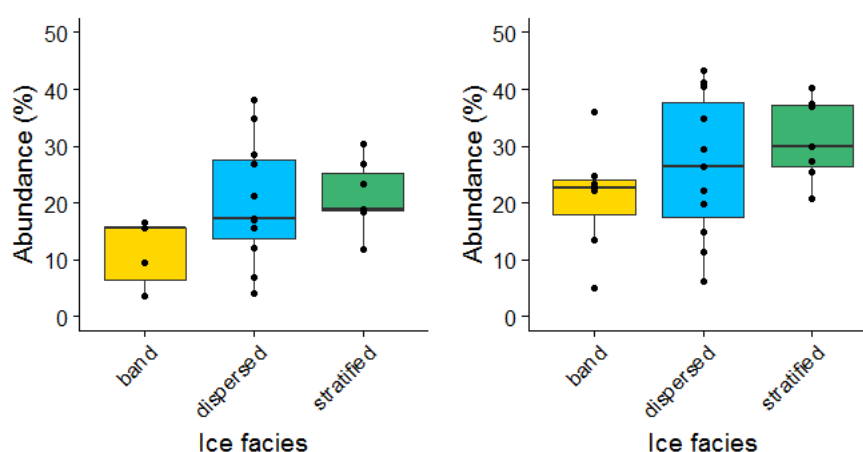 50
40
30
20
10
0
Abundance (%)
band
dispersed
stratified
Ice facies
50
40
30
20
10
0
Abundance (%)
band
dispersed
stratified
Ice facies